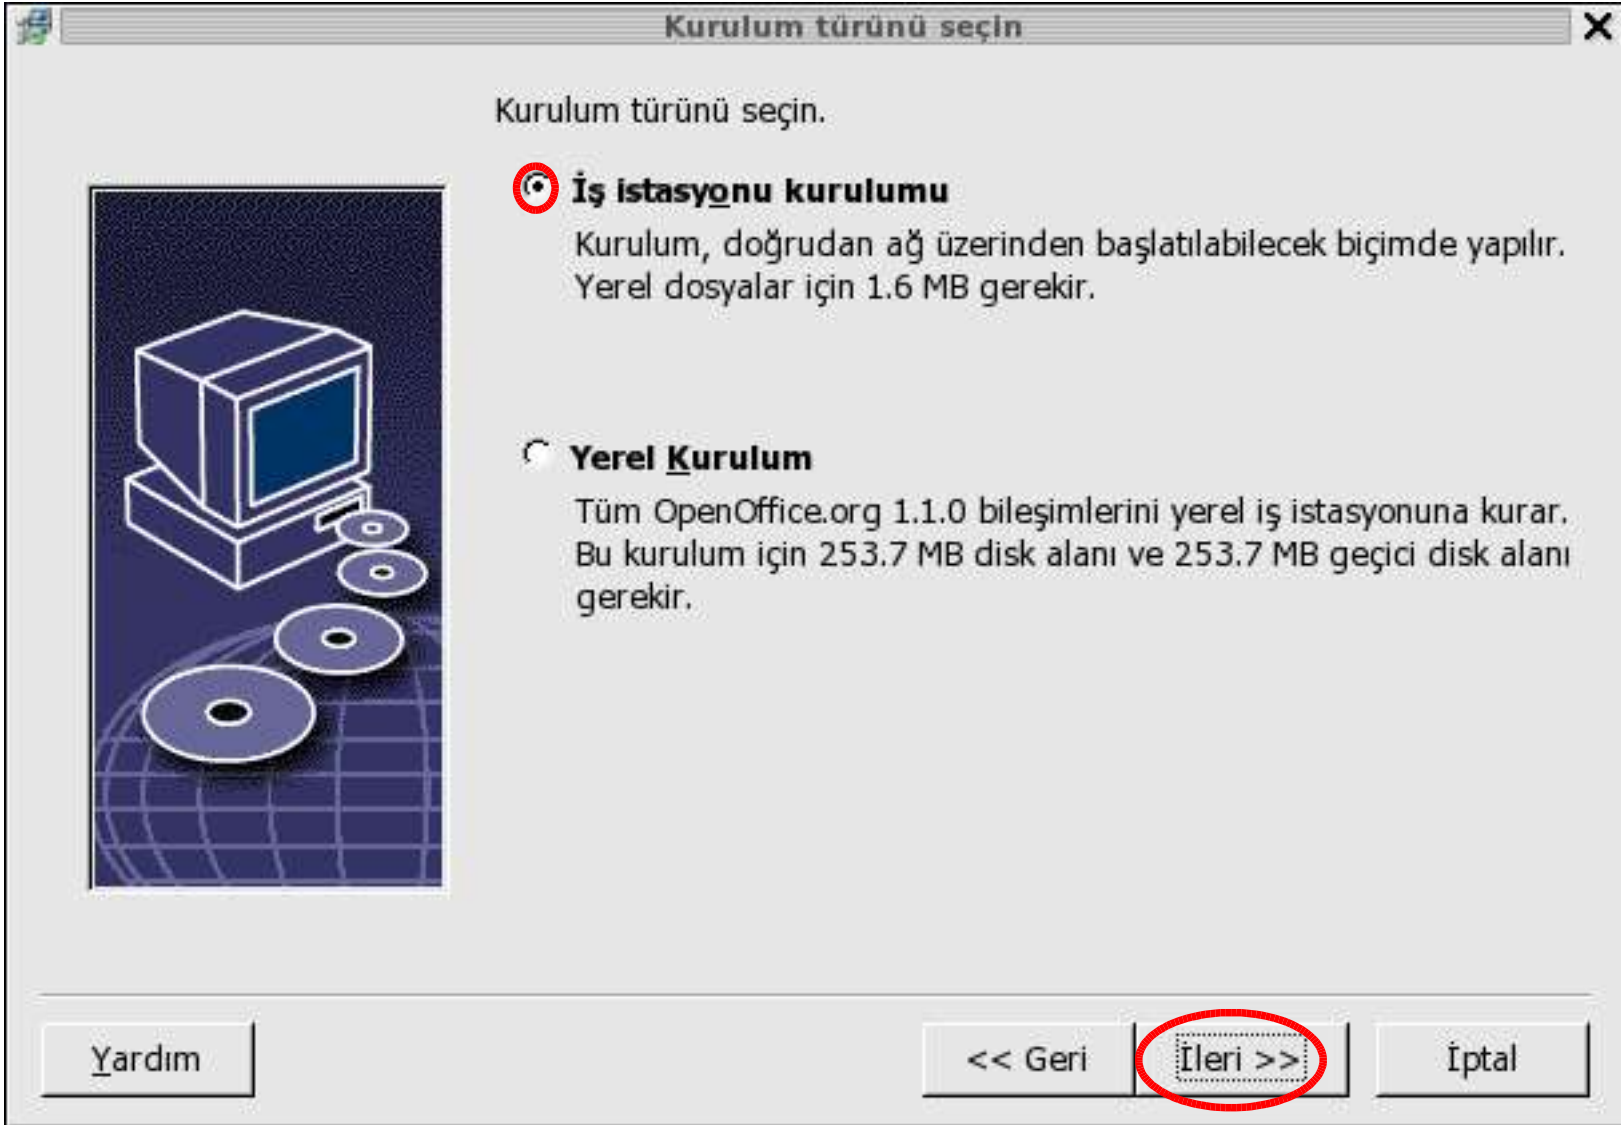 Kurulum türünü seçin
Kurulum türünü seçin.
İş istasyonu kurulumu
Kurulum, doğrudan ağ üzerinden başlatılabilecek biçimde yapılır.
Yerel dosyalar için 1.6 MB gerekir.
Yerel Kurulum
Tüm OpenOffice.org 1.1.0 bileşimlerini yerel iş istasyonuna kurar.
Bu kurulum için 253.7 MB disk alanı ve 253.7 MB geçici disk alanı
gerekir.
Yardım
<< Geri
İleri >>
İptal